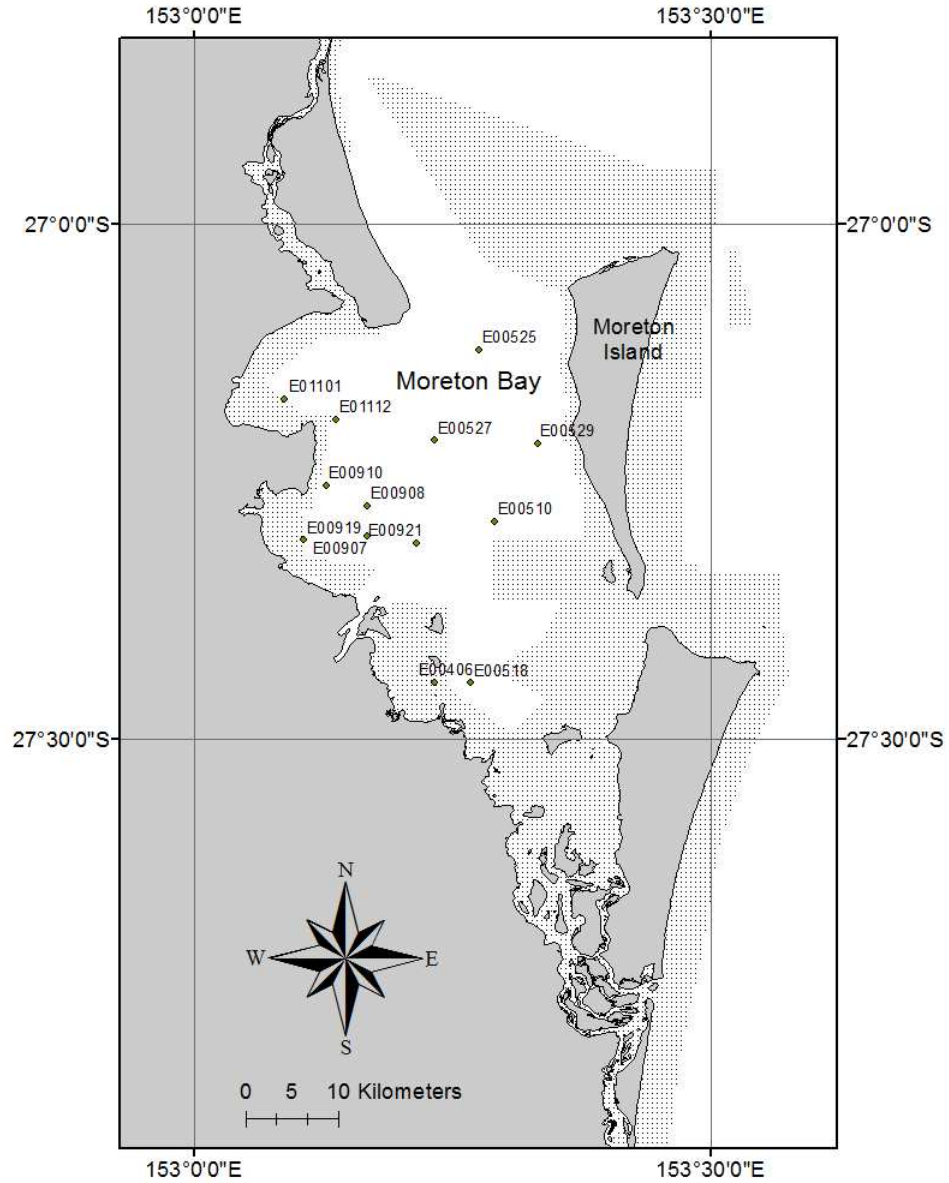 153°0'0"E 153°30'0"E
27°0'0"S 27°0'0"S
Moreton
Island
E00525
Moreton Bay
E01101
E01112
E00527 E00529
E00910
E00908
E00510
E00919 E00921
E00907
E00406 E00518
27°30'0"S 27°30'0"S
N
W E
S
0 5 10 Kilometers
153°0'0"E 153°30'0"E